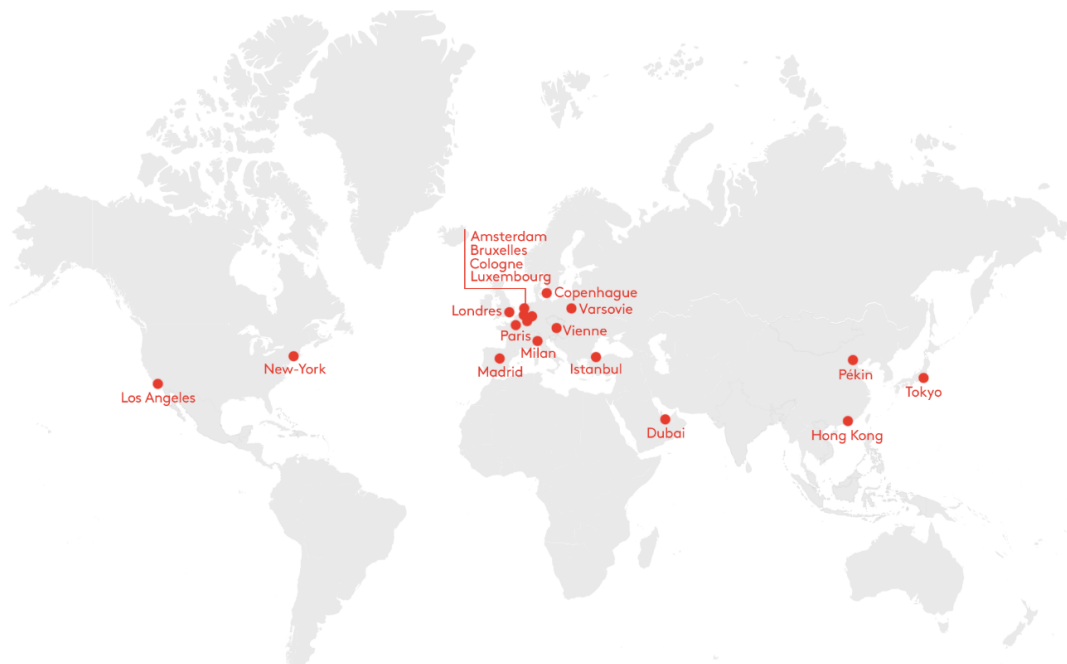 Amsterdam
Bruxelles
Cologne
Luxembourg
Copenhague
Londres
Varsovie
Paris
Vienne
Milan
New-York
Madrid
Istanbul
Pékin
Los Angeles
Tokyo
Dubai
Hong Kong